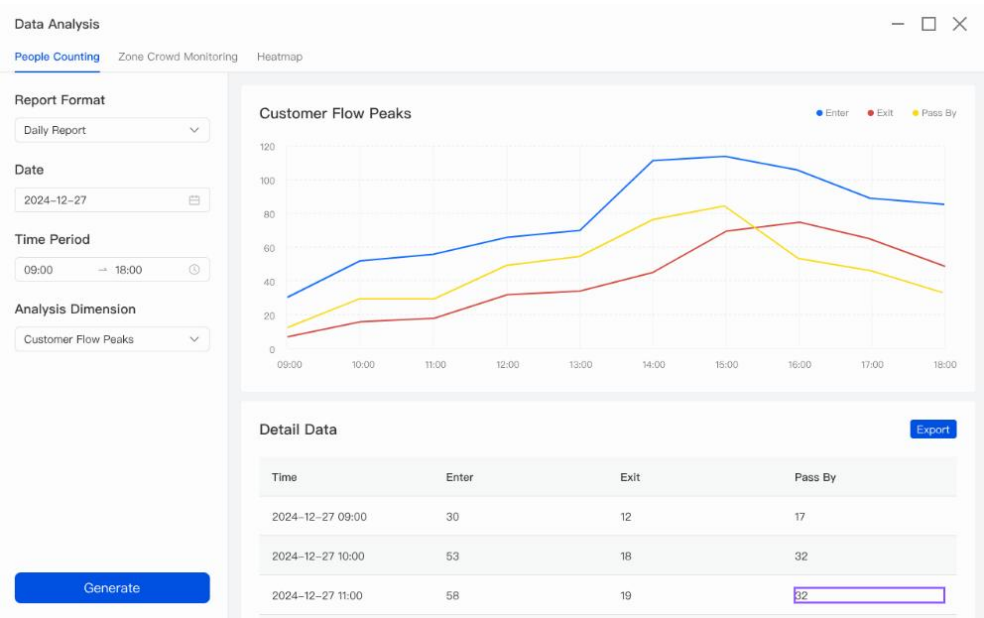 Data Analysis
People Counting Zone Crowd Monitoring Heatmap
Report Format
Daily Report
Date
2024-12-27
Time Period
09:00 → 18:00
Analysis Dimension
Customer Flow Peaks
Generate
Customer Flow Peaks
Enter Exit Pass By
120
100
80
60
40
20
0
09:00 10:00 11:00 12:00 13:00 14:00 15:00 16:00 17:00 18:00
Detail Data
Export
Time Enter Exit Pass By
2024-12-27 09:00 30 12 17
2024-12-27 10:00 53 18 32
2024-12-27 11:00 58 19 32